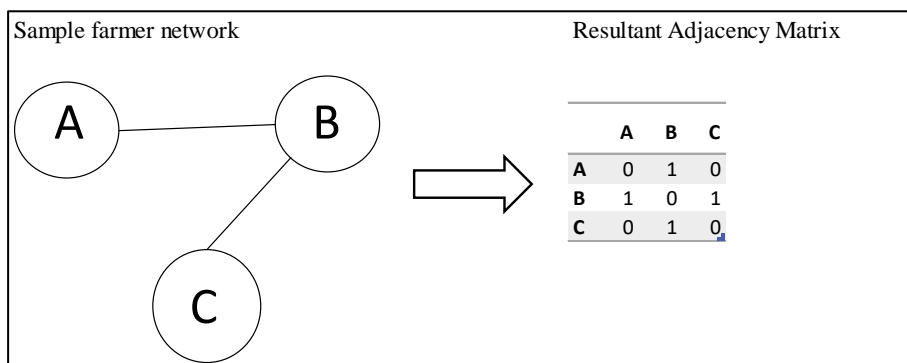 Sample farmer network
Resultant Adjacency Matrix
A
B
C
A B C
A 0 1 0
B 1 0 1
C 0 1 0